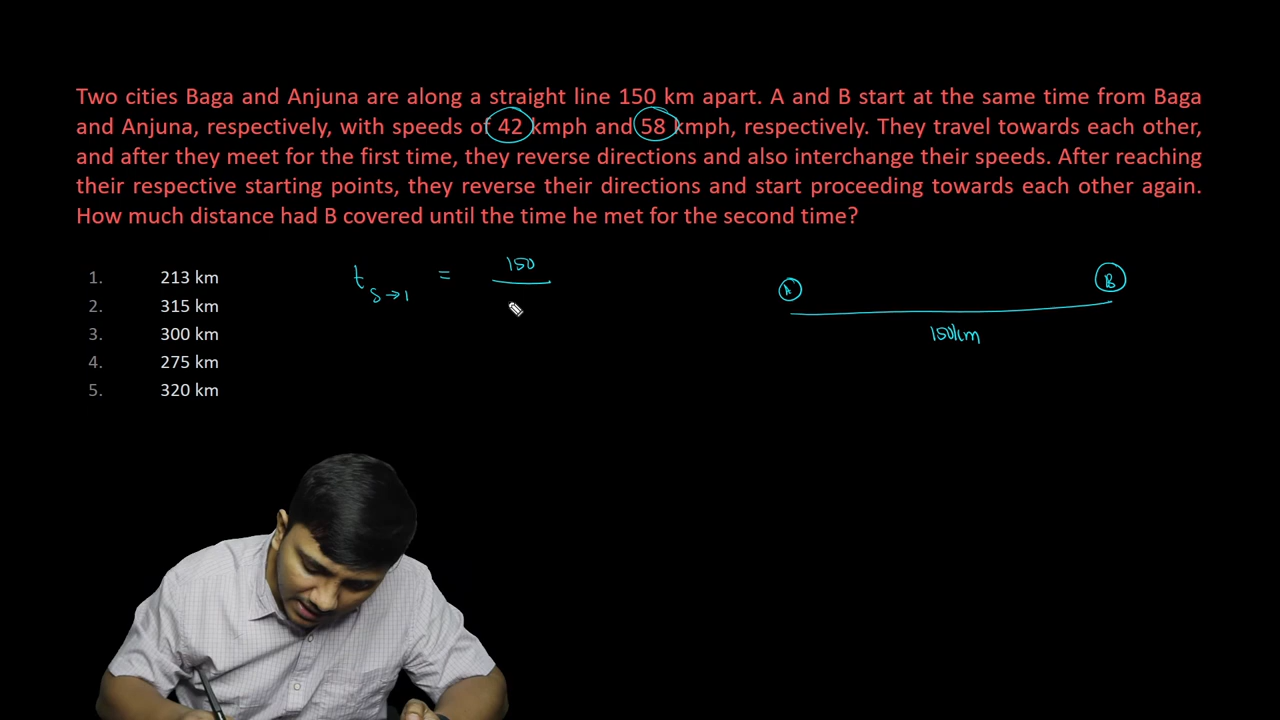 Two cities Baga and Anjuna are along a straight line 150 km apart. A and B start at the same time from Baga
and Anjuna, respectively, with speeds of 42 kmph and 58 kmph, respectively. They travel towards each other,
and after they meet for the first time, they reverse directions and also interchange their speeds. After reaching
their respective starting points, they reverse their directions and start proceeding towards each other again.
How much distance had B covered until the time he met for the second time?
1. 213 km
2. 315 km
3. 300 km
4. 275 km
5. 320 km
t S→1 = 150
A B
150km